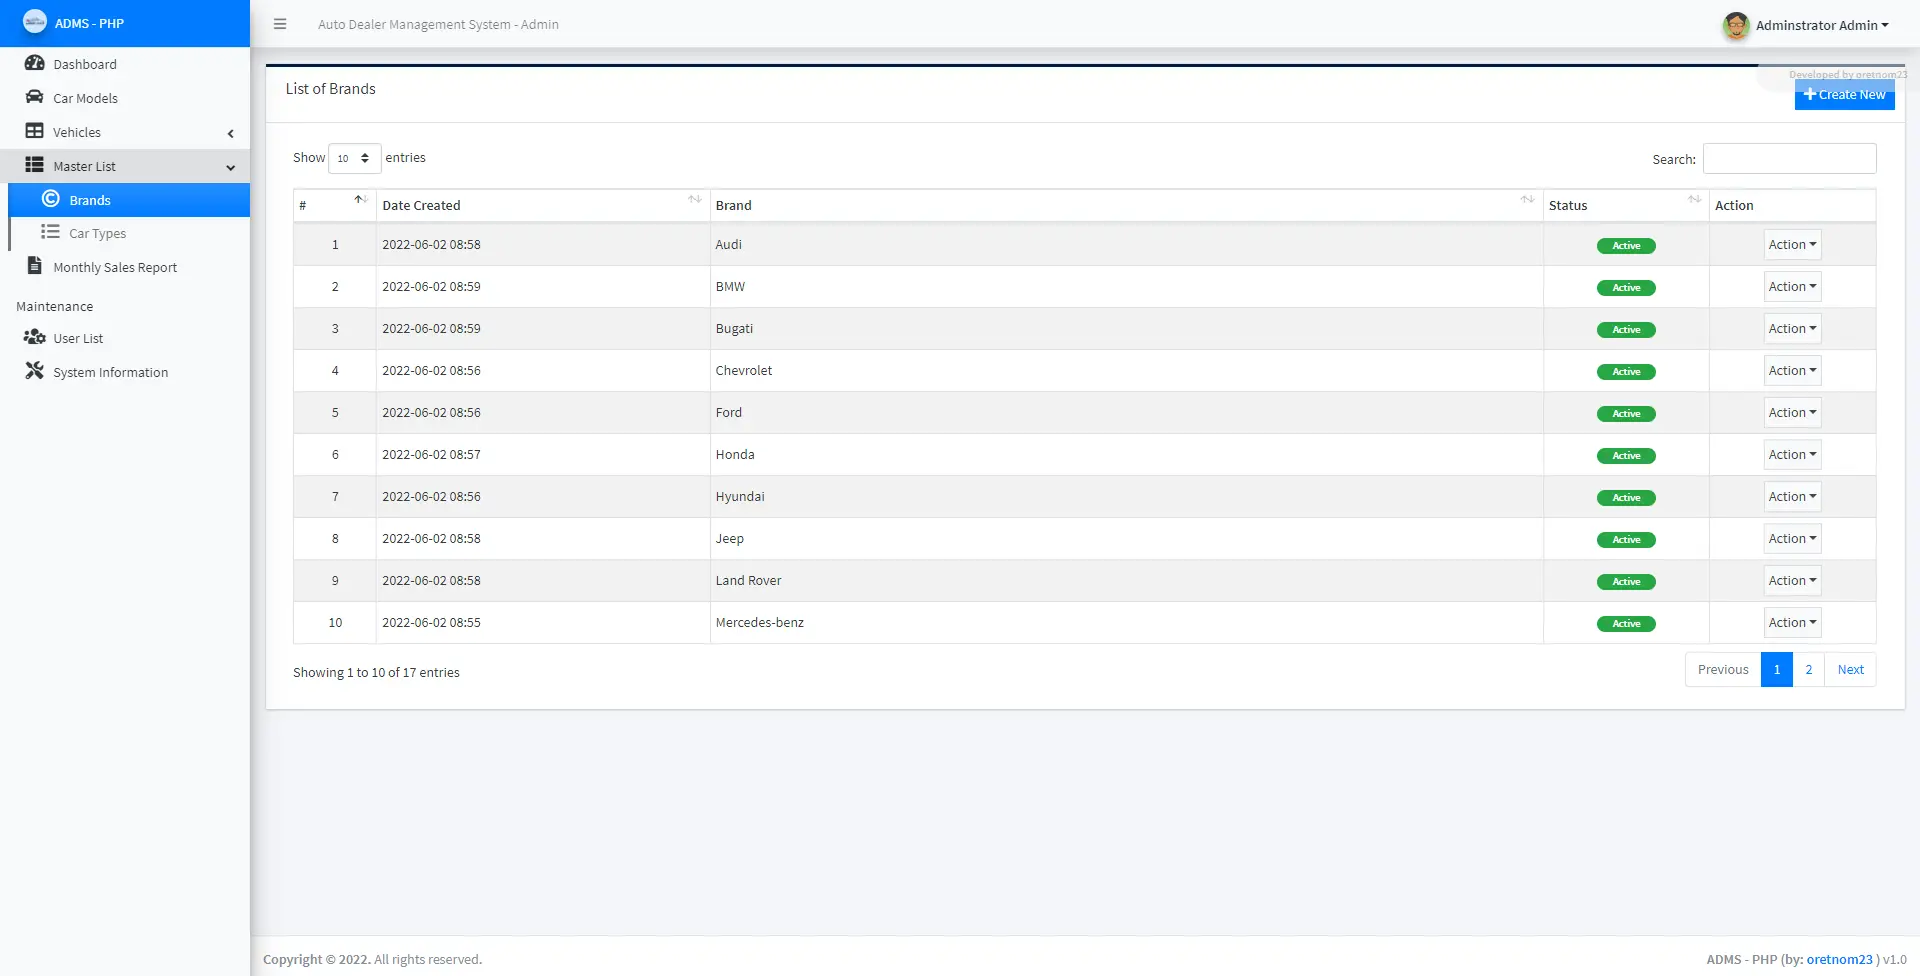 ADMS - PHP
Auto Dealer Management System - Admin
Adminstrator Admin
Dashboard
Car Models
Vehicles
Master List
Brands
Car Types
Monthly Sales Report
Maintenance
User List
System Information
Developed by oretnom23
List of Brands
Create New
Show 10 entries
Search:
# Date Created Brand Status Action
1 2022-06-02 08:58 Audi Active Action
2 2022-06-02 08:59 BMW Active Action
3 2022-06-02 08:59 Bugati Active Action
4 2022-06-02 08:56 Chevrolet Active Action
5 2022-06-02 08:56 Ford Active Action
6 2022-06-02 08:57 Honda Active Action
7 2022-06-02 08:56 Hyundai Active Action
8 2022-06-02 08:58 Jeep Active Action
9 2022-06-02 08:58 Land Rover Active Action
10 2022-06-02 08:55 Mercedes-benz Active Action
Showing 1 to 10 of 17 entries
Previous 1 2 Next
Copyright © 2022. All rights reserved.
ADMS - PHP (by: oretnom23 ) v1.0